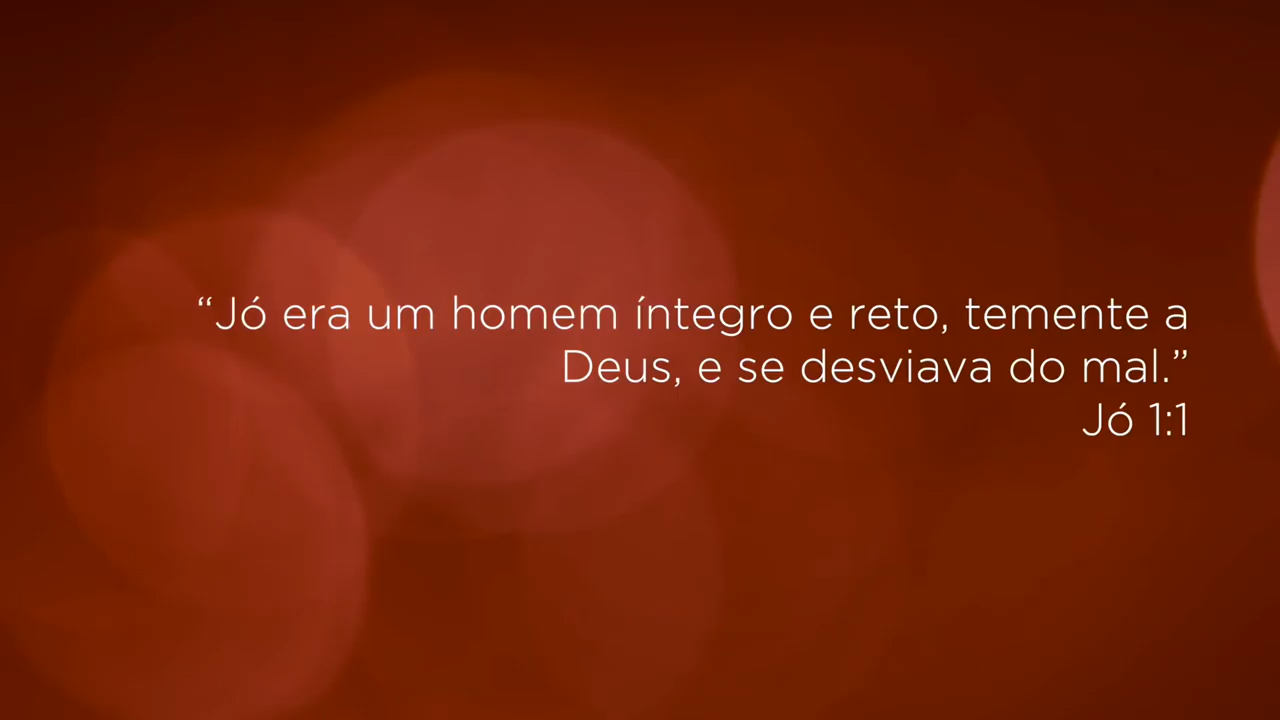 “Jó era um homem íntegro e reto, temente a
Deus, e se desviava do mal.”
Jó 1:1